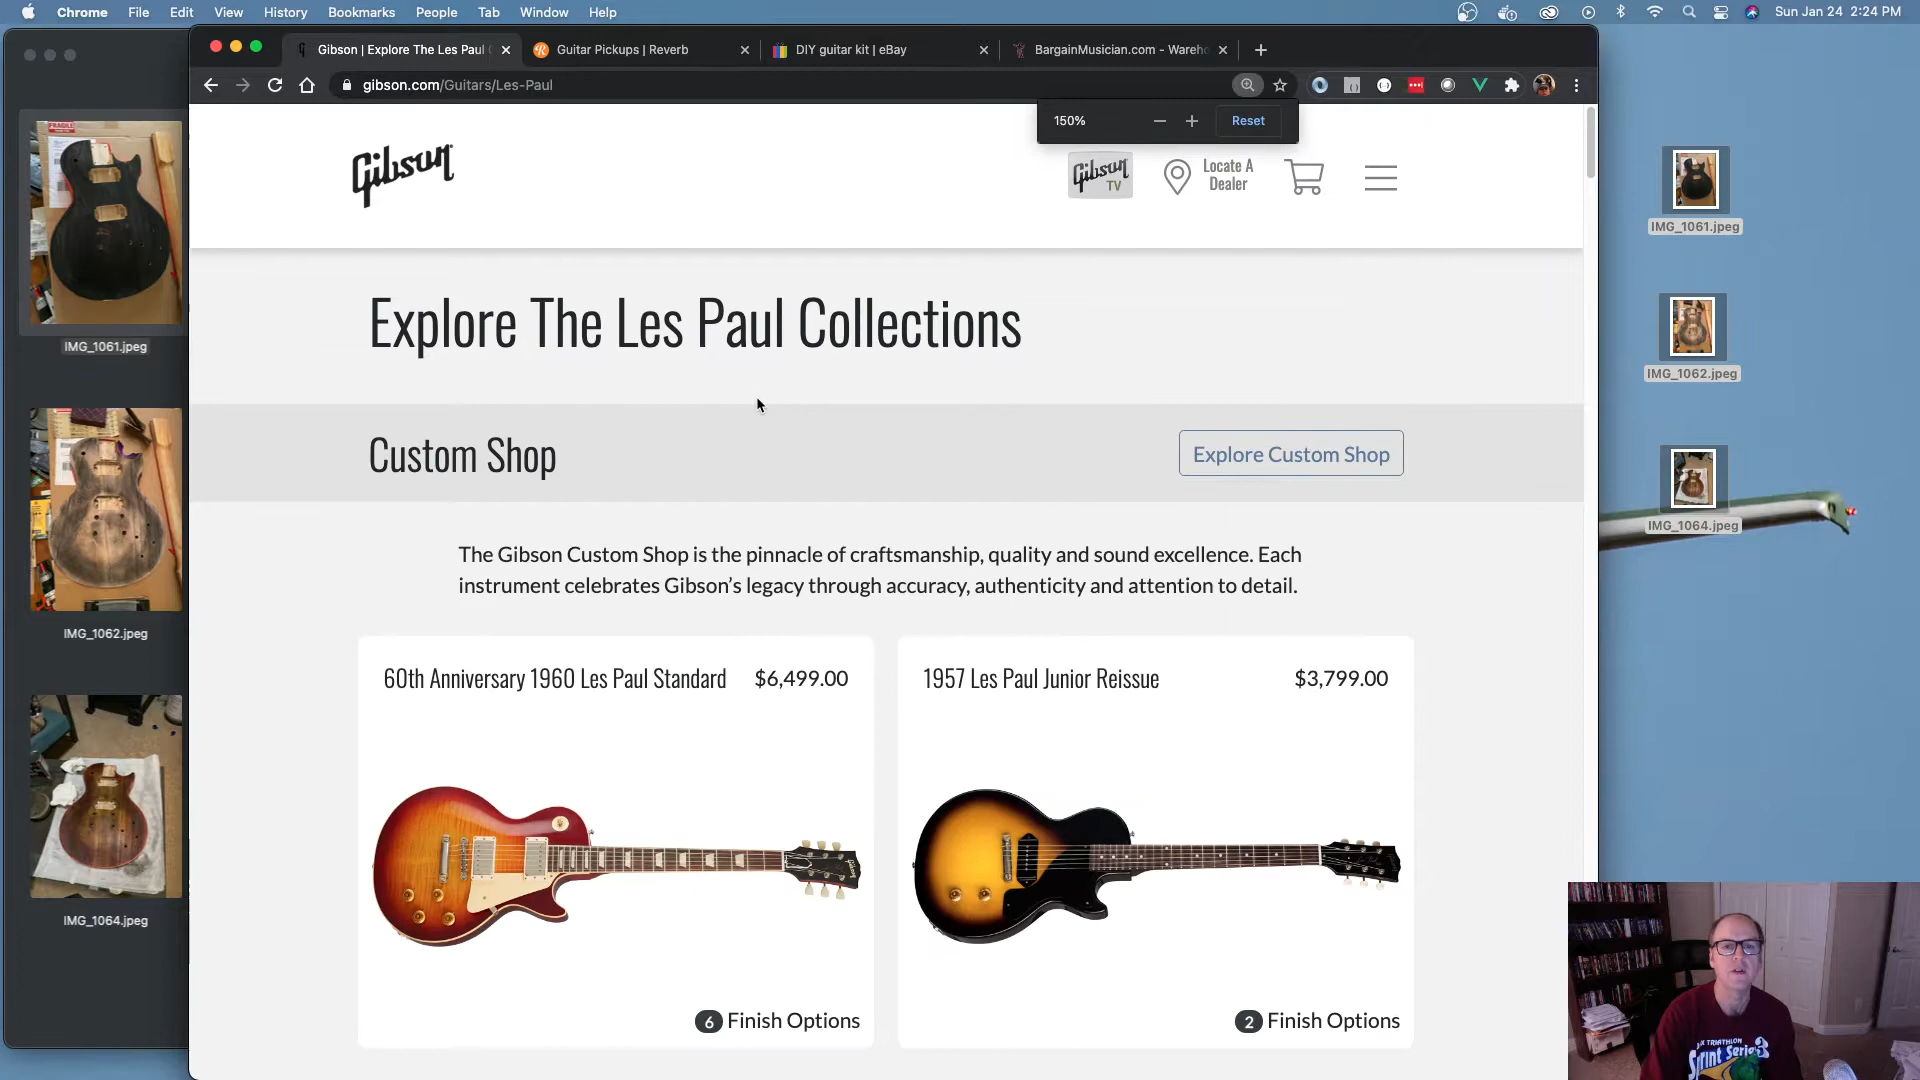 Chrome File Edit View History Bookmarks People Tab Window Help
Sun Jan 24 2:24 PM
Gibson | Explore The Les Paul
Guitar Pickups | Reverb
DIY guitar kit | eBay
BargainMusician.com - Wareho
gibson.com/Guitars/Les-Paul
150%
Reset
Gibson
Gibson TV
Locate A
Dealer
Explore The Les Paul Collections
Custom Shop
Explore Custom Shop
The Gibson Custom Shop is the pinnacle of craftsmanship, quality and sound excellence. Each
instrument celebrates Gibson’s legacy through accuracy, authenticity and attention to detail.
60th Anniversary 1960 Les Paul Standard $6,499.00
1957 Les Paul Junior Reissue $3,799.00
6 Finish Options
2 Finish Options
IMG_1061.jpeg
IMG_1062.jpeg
IMG_1064.jpeg
IMG_1061.jpeg
IMG_1062.jpeg
IMG_1064.jpeg
FRAGILE
TRIATHLON
Sprint Series